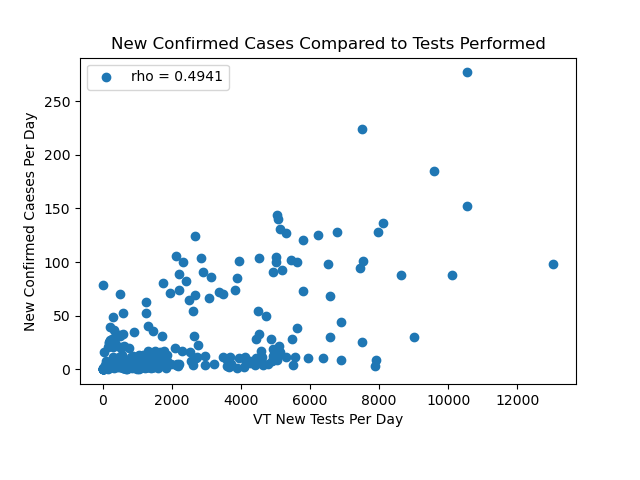 New Confirmed Cases Compared to Tests Performed
rho = 0.4941
250
200
150
100
50
0
New Confirmed Caeses Per Day
0 2000 4000 6000 8000 10000 12000
VT New Tests Per Day